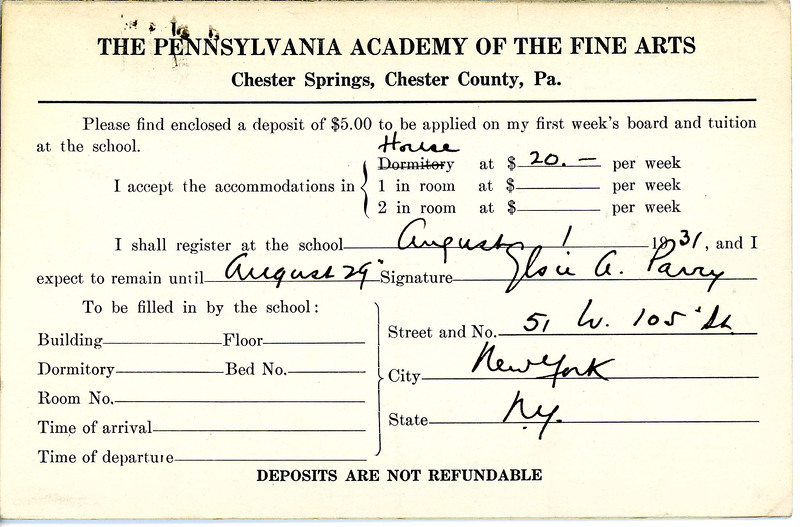 THE PENNSYLVANIA ACADEMY OF THE FINE ARTS
Chester Springs, Chester County, Pa.
Please find enclosed a deposit of $5.00 to be applied on my first week's board and tuition
at the school.
House
Dormitory at $ 20.— per week
I accept the accommodations in { 1 in room at $ per week
2 in room at $ per week
I shall register at the school August 1 1931, and I
expect to remain until August 29" Signature Elsie A. Parry
To be filled in by the school:
Building Floor
Dormitory Bed No.
Room No.
Time of arrival
Time of departure
Street and No. 51 W. 105 St.
City New York
State N.Y.
DEPOSITS ARE NOT REFUNDABLE